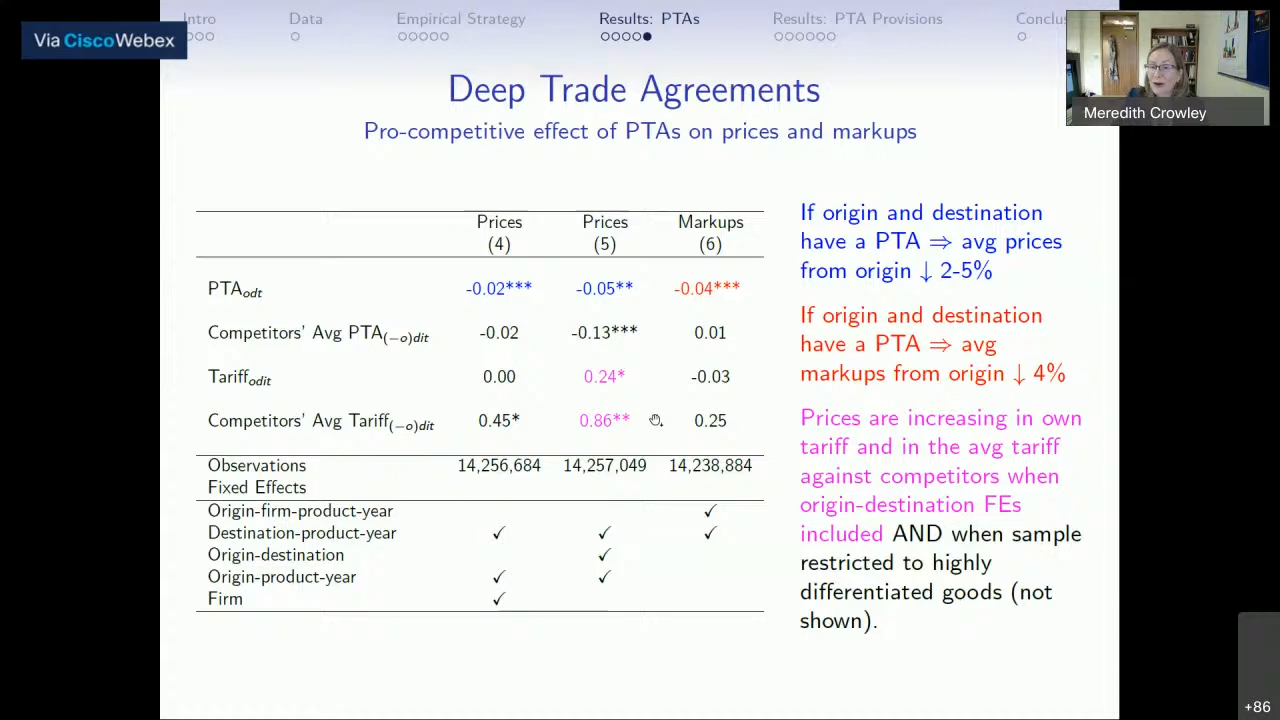 Intro Data Empirical Strategy Results: PTAs Results: PTA Provisions
Via Cisco Webex
Meredith Crowley
Deep Trade Agreements
Pro-competitive effect of PTAs on prices and markups
Prices Prices Markups
(4) (5) (6)
PTAodt -0.02*** -0.05** -0.04***
Competitors' Avg PTA(−o)dit -0.02 -0.13*** 0.01
Tariffodit 0.00 0.24* -0.03
Competitors' Avg Tariff(−o)dit 0.45* 0.86** 0.25
Observations 14,256,684 14,257,049 14,238,884
Fixed Effects
Origin-firm-product-year ✓
Destination-product-year ✓ ✓ ✓
Origin-destination ✓
Origin-product-year ✓ ✓
Firm ✓
If origin and destination
have a PTA ⇒ avg prices
from origin ↓ 2-5%
If origin and destination
have a PTA ⇒ avg
markups from origin ↓ 4%
Prices are increasing in own
tariff and in the avg tariff
against competitors when
origin-destination FEs
included AND when sample
restricted to highly
differentiated goods (not
shown).
+86